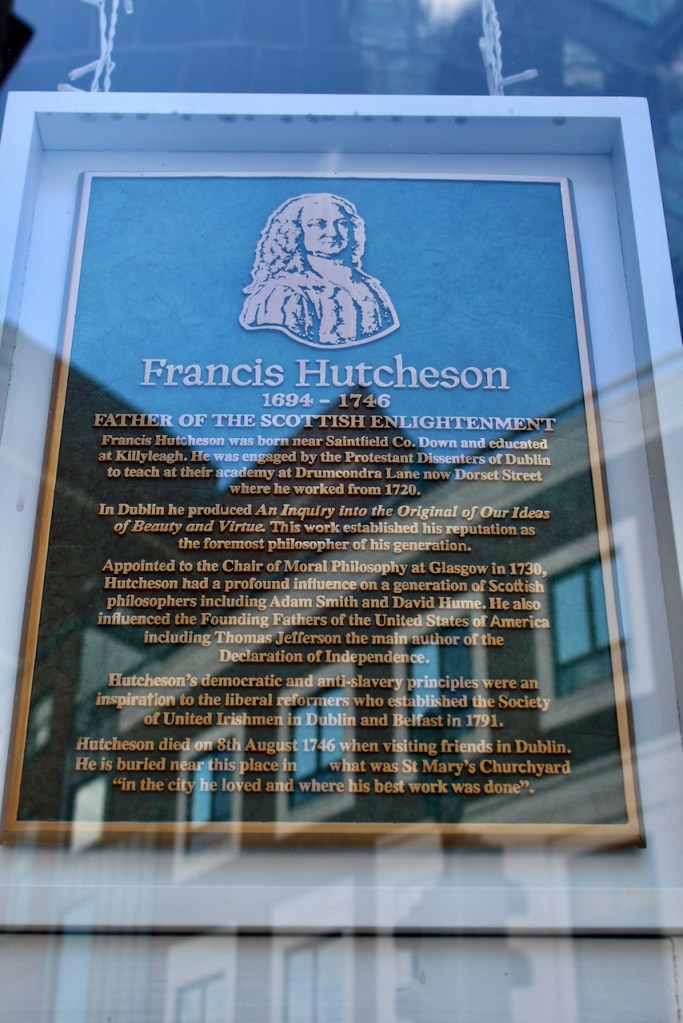 Francis Hutcheson
1694 - 1746
FATHER OF THE SCOTTISH ENLIGHTENMENT
Francis Hutcheson was born near Saintfield Co. Down and educated
at Killyleagh. He was engaged by the Protestant Dissenters of Dublin
to teach at their academy at Drumcondra Lane now Dorset Street
where he worked from 1720.
In Dublin he produced An Inquiry into the Original of Our Ideas
of Beauty and Virtue. This work established his reputation as
the foremost philosopher of his generation.
Appointed to the Chair of Moral Philosophy at Glasgow in 1730,
Hutcheson had a profound influence on a generation of Scottish
philosophers including Adam Smith and David Hume. He also
influenced the Founding Fathers of the United States of America
including Thomas Jefferson the main author of the
Declaration of Independence.
Hutcheson's democratic and anti-slavery principles were an
inspiration to the liberal reformers who established the Society
of United Irishmen in Dublin and Belfast in 1791.
Hutcheson died on 8th August 1746 when visiting friends in Dublin.
He is buried near this place in what was St Mary's Churchyard
"in the city he loved and where his best work was done".